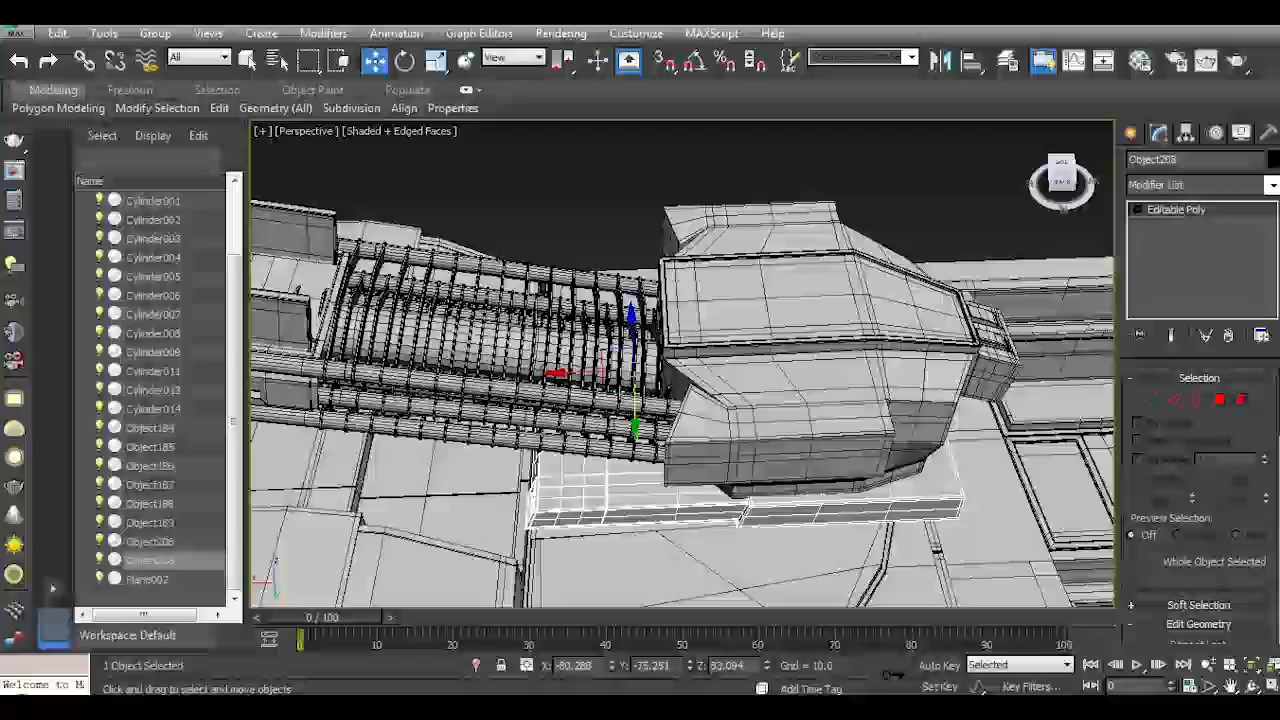 MAX Edit Tools Group Views Create Modifiers Animation Graph Editors Rendering Customize MAXScript Help
All View
Modeling Freeform Selection Object Paint Populate
Polygon Modeling Modify Selection Edit Geometry (All) Subdivision Align Properties
Select Display Edit
[+] [Perspective] [Shaded + Edged Faces]
Object208
Name
Modifier List
Cylinder001
Editable Poly
Cylinder002
Cylinder003
Cylinder004
Cylinder005
Cylinder006
Cylinder007
Cylinder008
Cylinder009
Cylinder011
Cylinder013
Cylinder014
Object184
Object185
Object186
Object187
Object188
Object189
Object206
Plane002
Selection
Preview Selection
Off
Whole Object Selected
Soft Selection
Edit Geometry
0 / 100
Workspace: Default
10 20 30 40 50 60 70 80 90 100
1 Object Selected X: -80.288 Y: -75.251 Z: 83.094 Grid = 10.0 Auto Key Selected
Welcome to M
Click and drag to select and move objects Add Time Tag Set Key Key Filters... 0